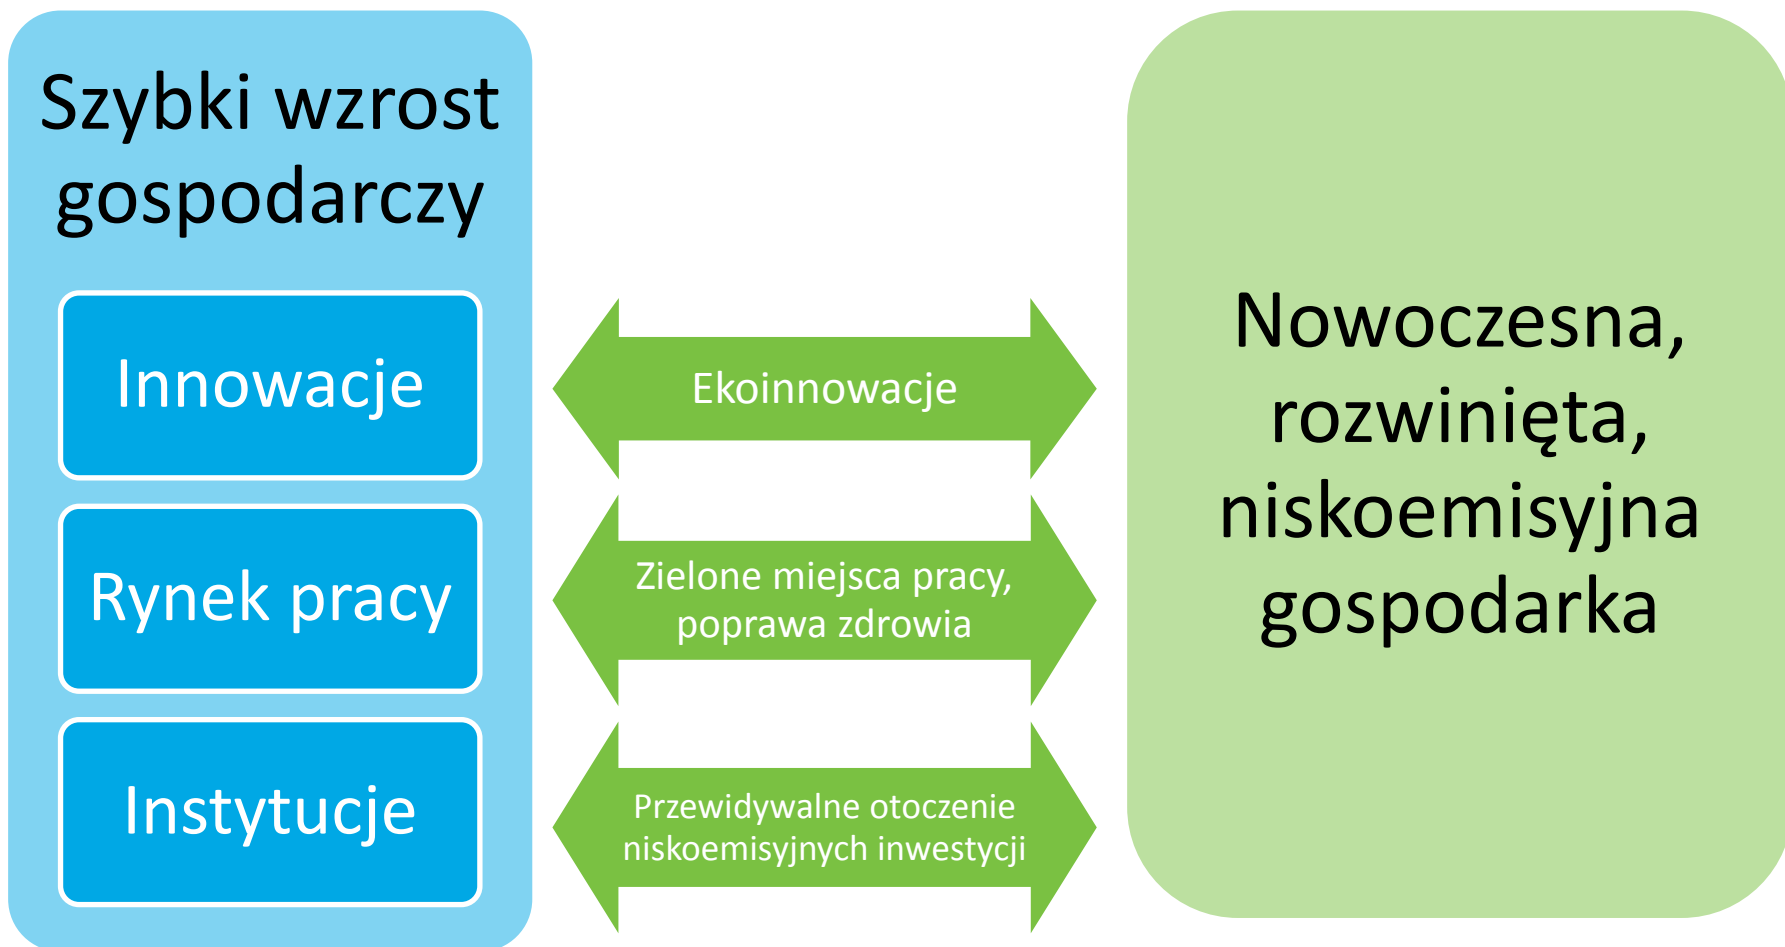 Szybki wzrost
gospodarczy
Innowacje
Rynek pracy
Instytucje
Ekoinnowacje
Zielone miejsca pracy,
poprawa zdrowia
Przewidywalne otoczenie
niskoemisyjnych inwestycji
Nowoczesna,
rozwinięta,
niskoemisyjna
gospodarka